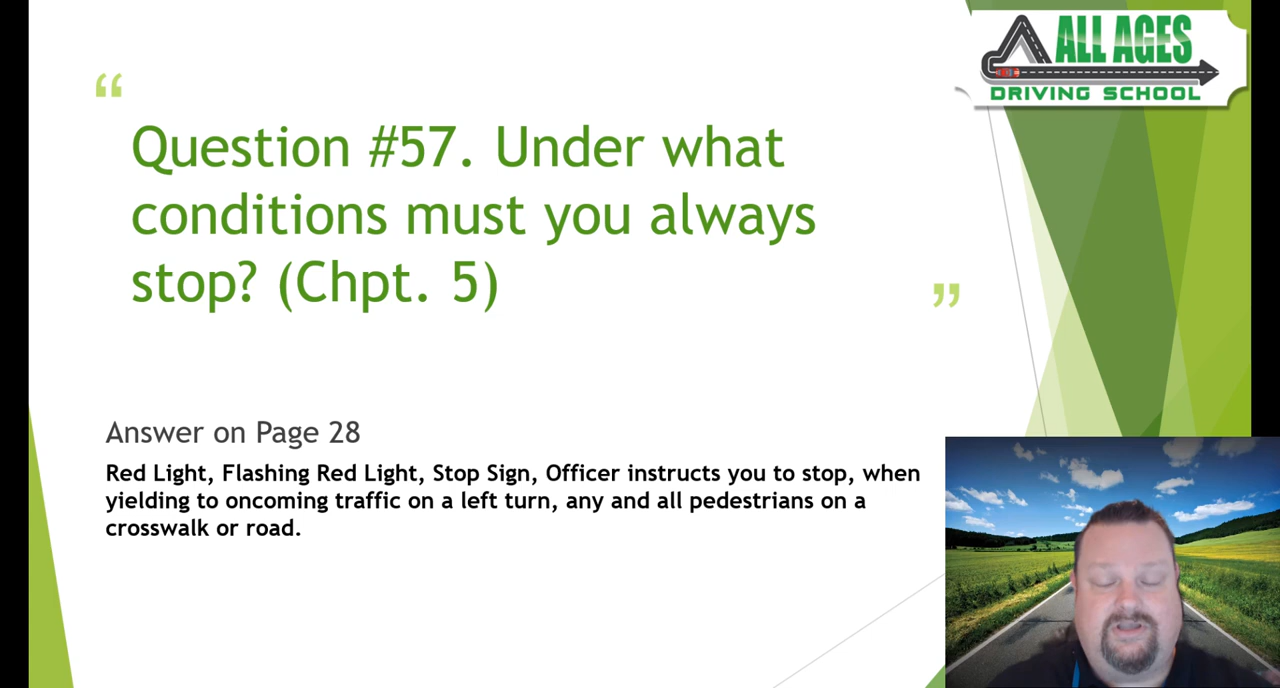 ALL AGES
DRIVING SCHOOL
“
Question #57. Under what
conditions must you always
stop? (Chpt. 5)
”
Answer on Page 28
Red Light, Flashing Red Light, Stop Sign, Officer instructs you to stop, when
yielding to oncoming traffic on a left turn, any and all pedestrians on a
crosswalk or road.